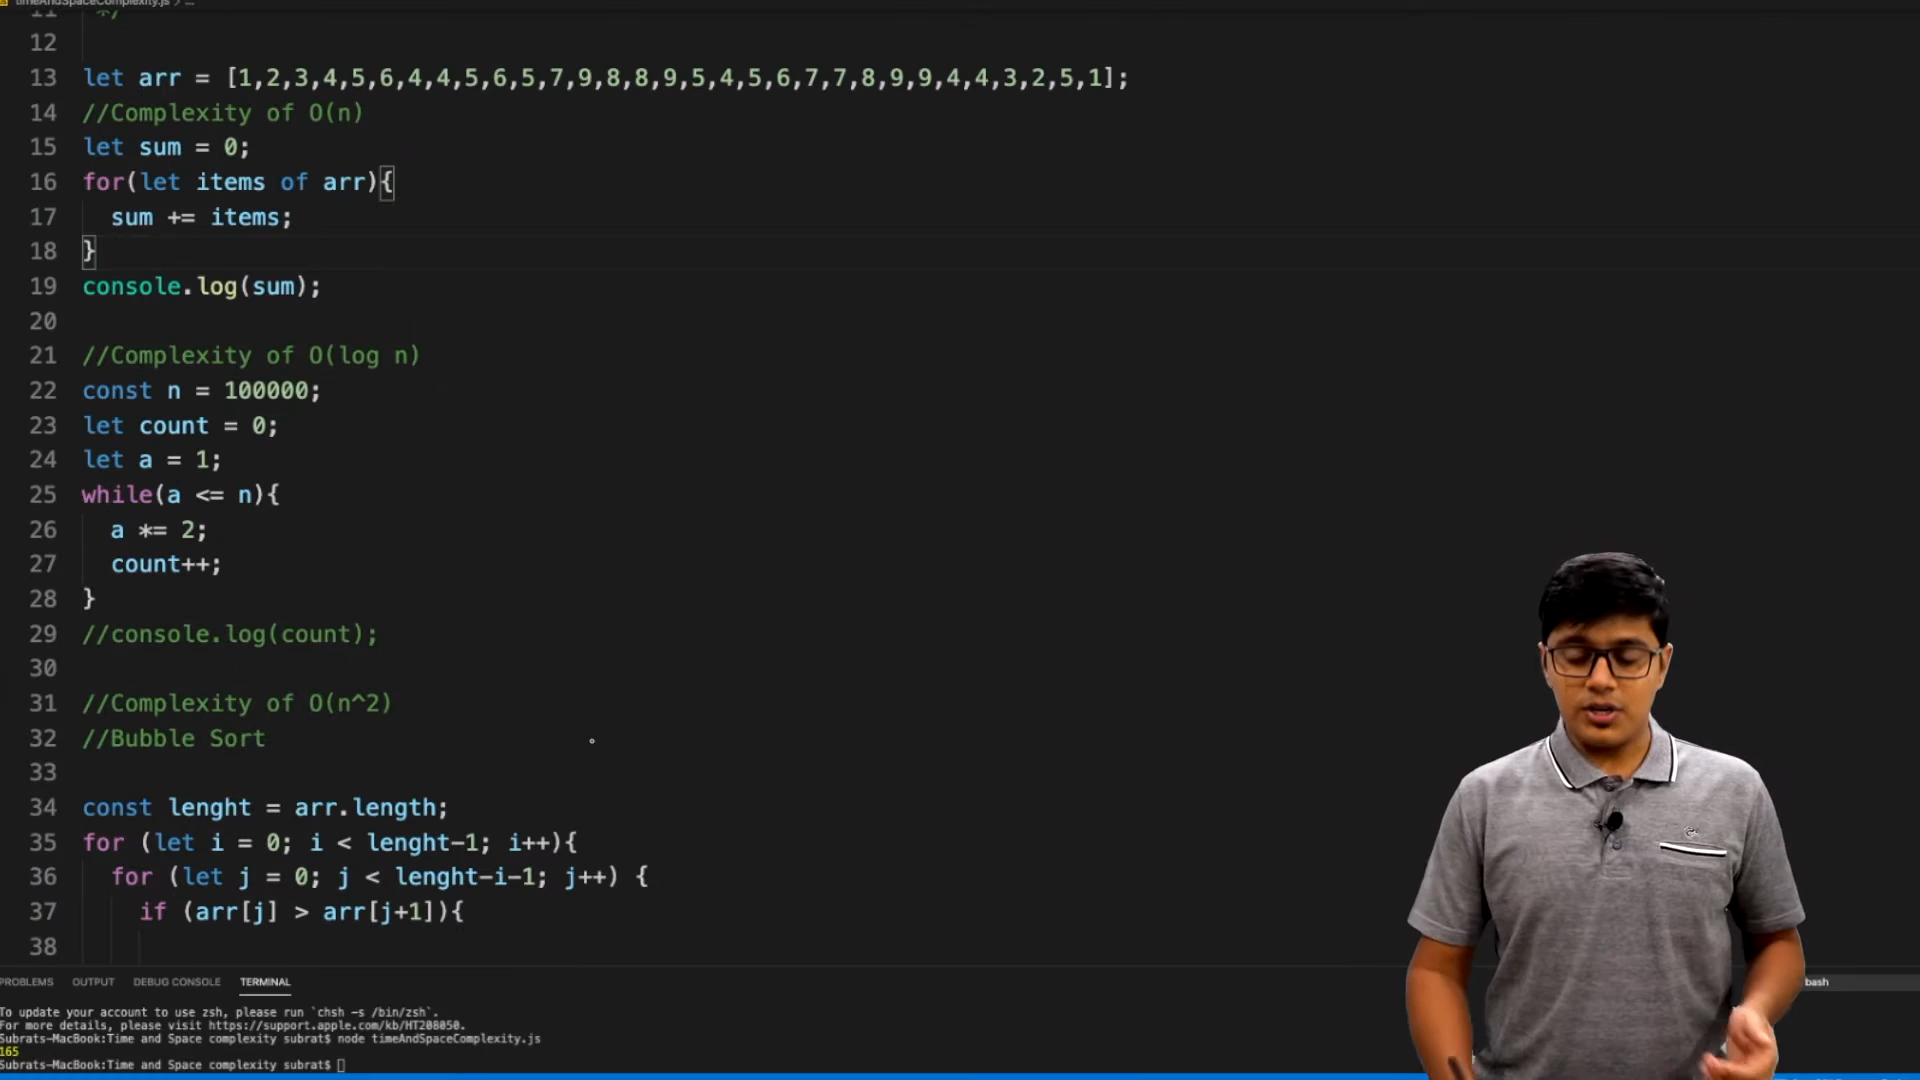 timeAndSpaceComplexity.js > ...
11 */
12
13 let arr = [1,2,3,4,5,6,4,4,5,6,5,7,9,8,8,9,5,4,5,6,7,7,8,9,9,4,4,3,2,5,1];
14 //Complexity of O(n)
15 let sum = 0;
16 for(let items of arr){
17 sum += items;
18 }
19 console.log(sum);
20
21 //Complexity of O(log n)
22 const n = 100000;
23 let count = 0;
24 let a = 1;
25 while(a <= n){
26 a *= 2;
27 count++;
28 }
29 //console.log(count);
30
31 //Complexity of O(n^2)
32 //Bubble Sort
33
34 const lenght = arr.length;
35 for (let i = 0; i < lenght-1; i++){
36 for (let j = 0; j < lenght-i-1; j++) {
37 if (arr[j] > arr[j+1]){
38
PROBLEMS OUTPUT DEBUG CONSOLE TERMINAL bash
To update your account to use zsh, please run `chsh -s /bin/zsh`.
For more details, please visit https://support.apple.com/kb/HT208050.
Subrats-MacBook:Time and Space complexity subrat$ node timeAndSpaceComplexity.js
165
Subrats-MacBook:Time and Space complexity subrat$